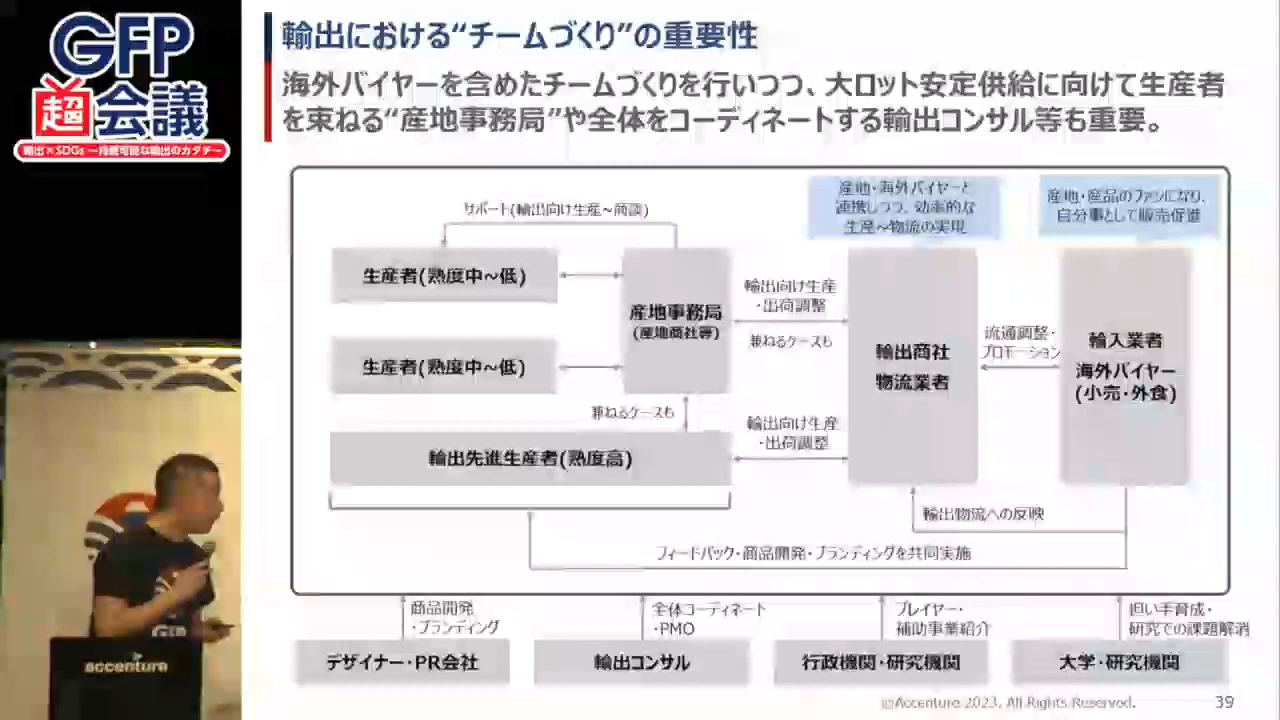 GFP
超会議
輸出×SDGs ～持続可能な輸出のカタチ～
輸出における“チームづくり”の重要性
海外バイヤーを含めたチームづくりを行いつつ、大ロット安定供給に向けて生産者
を束ねる“産地事務局”や全体をコーディネートする輸出コンサル等も重要。
産地・海外バイヤーと
連携しつつ、効率的な
生産～物流の実現
産地・産品のファンになり、
自分事として販売促進
サポート(輸出向け生産～商談)
生産者(熟度中～低)
産地事務局
(産地商社等)
輸出向け生産
・出荷調整
兼ねるケースも
輸出商社
物流業者
流通調整・
プロモーション
輸入業者
海外バイヤー
(小売・外食)
生産者(熟度中～低)
兼ねるケースも
輸出向け生産
・出荷調整
輸出先進生産者(熟度高)
輸出物流への反映
フィードバック・商品開発・ブランディングを共同実施
商品開発
・ブランディング
全体コーディネート
・PMO
プレイヤー・
補助事業紹介
担い手育成・
研究での課題解消
デザイナー・PR会社
輸出コンサル
行政機関・研究機関
大学・研究機関
accenture
©Accenture 2023. All Rights Reserved.
39